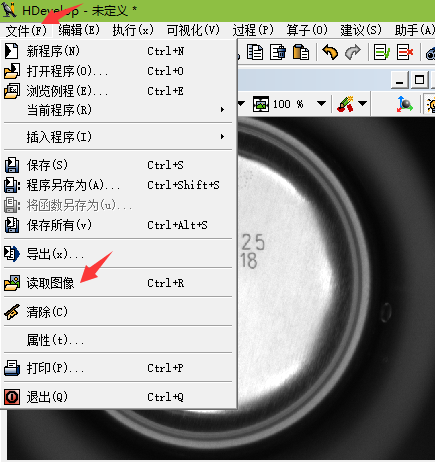 HDevelop - 未定义 *
文件(F) 编辑(E) 执行(x) 可视化(V) 过程(P) 算子(O) 建议(S) 助手(A)
新程序(N) Ctrl+N
打开程序(O)... Ctrl+O
浏览例程(E)... Ctrl+E
当前程序(R)
100 %
插入程序(I)
保存(S) Ctrl+S
程序另存为(A)... Ctrl+Shift+S
将函数另存为(u)...
保存所有(v) Ctrl+Alt+S
25
导出(x)...
18
读取图像 Ctrl+R
清除(C)
属性(t)...
打印(P)... Ctrl+P
退出(Q) Ctrl+Q